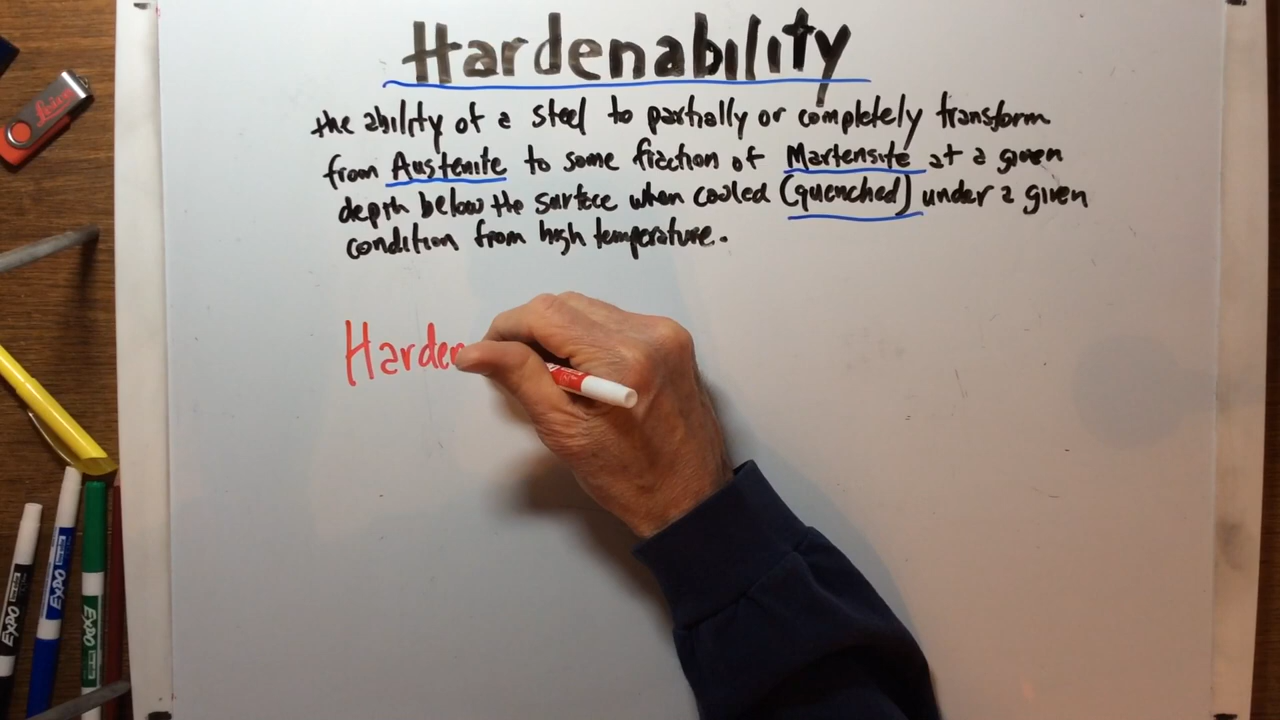 Hardenability
the ability of a steel to partially or completely transform
from Austenite to some fraction of Martensite at a given
depth below the surface when cooled (quenched) under a given
condition from high temperature.
Harden
Leica
EXPO
EXPO
EXPO